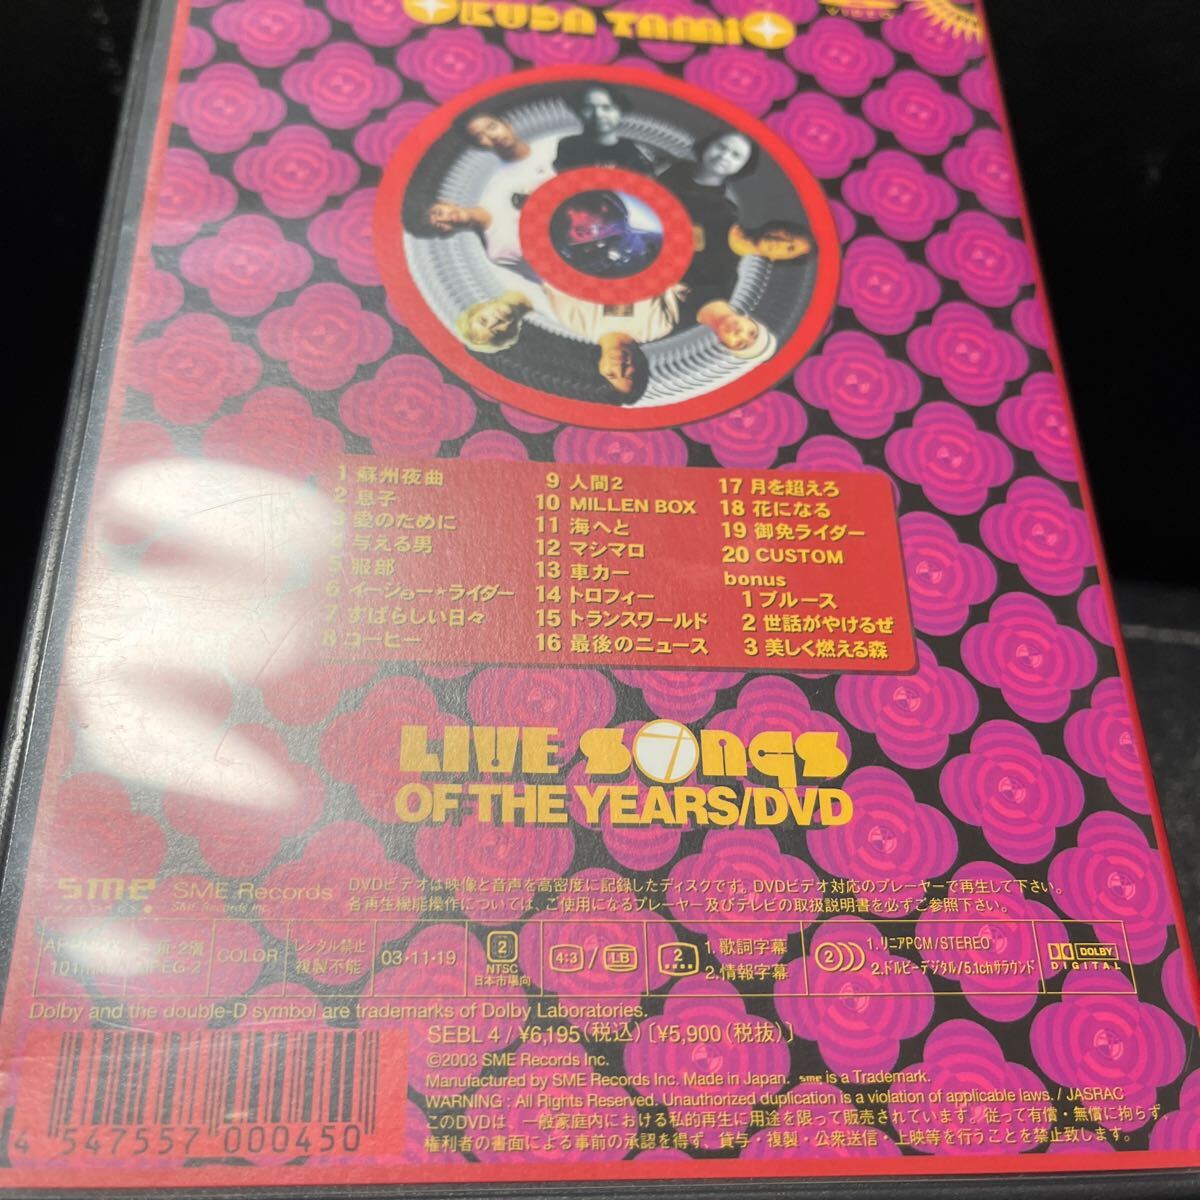 OKUDA TAMIO
VIDEO
1 蘇州夜曲
2 息子
3 愛のために
4 与える男
5 服部
6 イージュー★ライダー
7 すばらしい日々
8 コーヒー
9 人間2
10 MILLEN BOX
11 海へと
12 マシマロ
13 車カー
14 トロフィー
15 トランスワールド
16 最後のニュース
17 月を超えろ
18 花になる
19 御免ライダー
20 CUSTOM
bonus
1 ブルース
2 世話がやけるぜ
3 美しく燃える森
LIVE SONGS
OF THE YEARS/DVD
sme SME Records
SME Records Inc.
DVDビデオは映像と音声を高密度に記録したディスクです。DVDビデオ対応のプレーヤーで再生して下さい。
各再生機能操作については、ご使用になるプレーヤー及びテレビの取扱説明書を必ずご参照下さい。
COLOR
レンタル禁止
複製不能
03・11・19
2
NTSC
日本市場向
4:3 / LB
2
1. 歌詞字幕
2. 情報字幕
2
1. リニアPCM/STEREO
2. ドルビーデジタル/5.1chサラウンド
DOLBY
DIGITAL
Dolby and the double-D symbol are trademarks of Dolby Laboratories.
SEBL 4 / ¥6,195(税込)〔¥5,900(税抜)〕
©2003 SME Records Inc.
Manufactured by SME Records Inc. Made in Japan. sme is a Trademark.
WARNING : All Rights Reserved. Unauthorized duplication is a violation of applicable laws. / JASRAC
このDVDは、一般家庭内における私的再生に用途を限って販売されています。従って有償・無償に拘らず、
権利者の書面による事前の承認を得ず、貸与・複製・公衆送信・上映等を行うことを禁止致します。
4 547557 000450